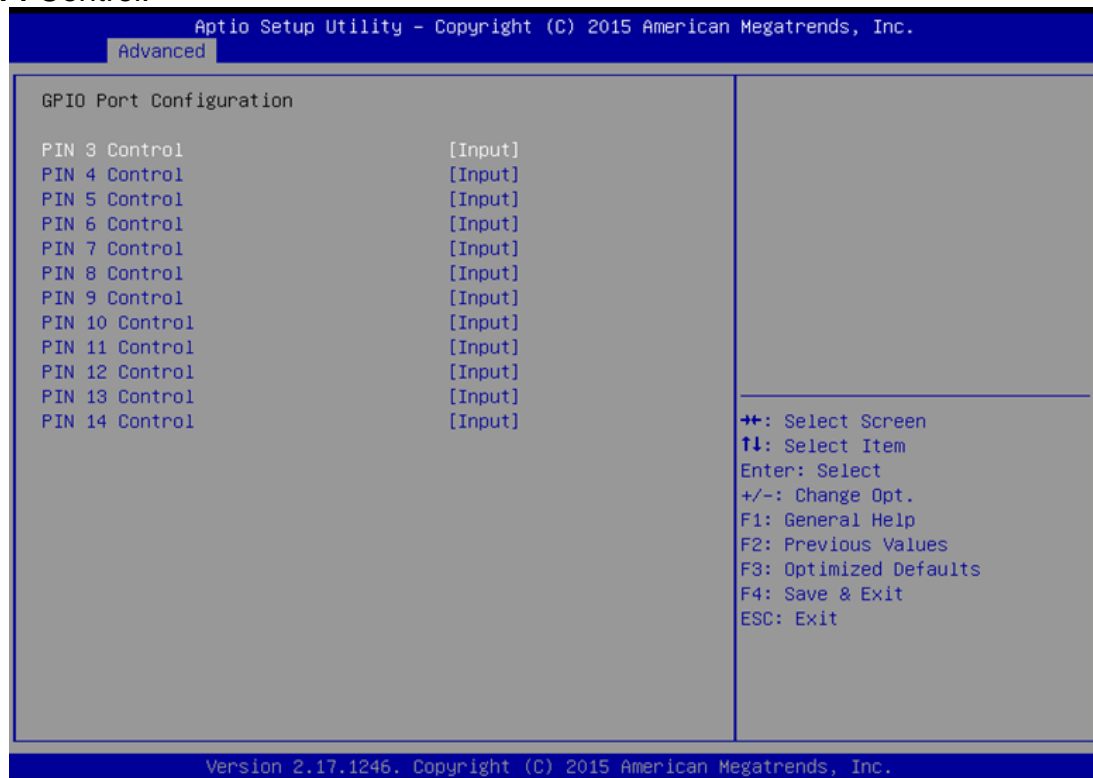 Control.
Aptio Setup Utility – Copyright (C) 2015 American Megatrends, Inc.
Advanced
GPIO Port Configuration
PIN 3 Control [Input]
PIN 4 Control [Input]
PIN 5 Control [Input]
PIN 6 Control [Input]
PIN 7 Control [Input]
PIN 8 Control [Input]
PIN 9 Control [Input]
PIN 10 Control [Input]
PIN 11 Control [Input]
PIN 12 Control [Input]
PIN 13 Control [Input]
PIN 14 Control [Input]
→←: Select Screen
↑↓: Select Item
Enter: Select
+/-: Change Opt.
F1: General Help
F2: Previous Values
F3: Optimized Defaults
F4: Save & Exit
ESC: Exit
Version 2.17.1246. Copyright (C) 2015 American Megatrends, Inc.